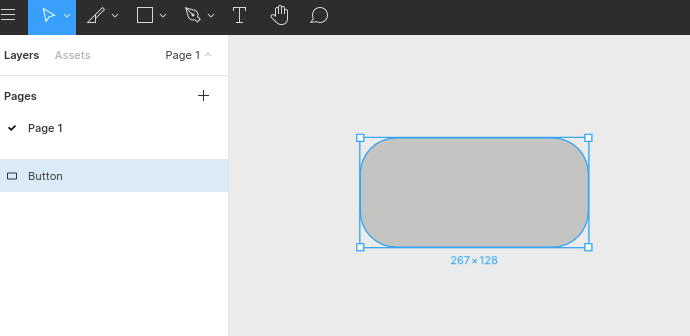 Layers Assets Page 1
Pages
Page 1
Button
267×128